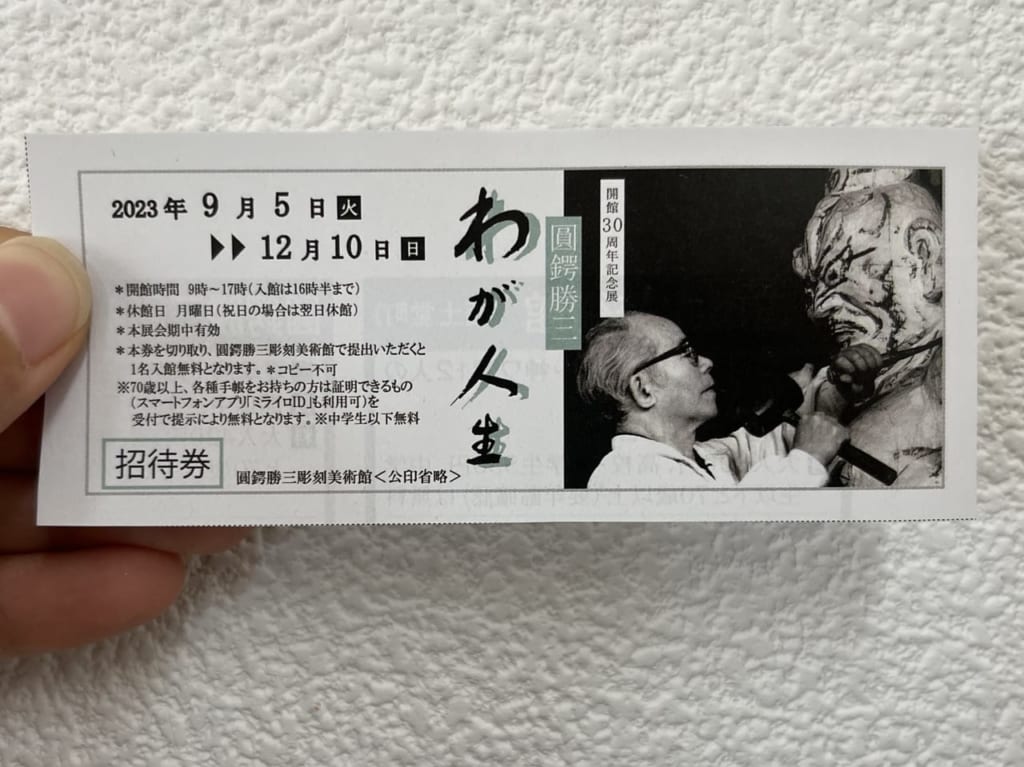 2023年 9月5日 火
▶▶12月10日 日
＊開館時間 9時〜17時（入館は16時半まで）
＊休館日 月曜日（祝日の場合は翌日休館）
＊本展会期中有効
＊本券を切り取り、圓鍔勝三彫刻美術館で提出いただくと
1名入館無料となります。＊コピー不可
※70歳以上、各種手帳をお持ちの方は証明できるもの
（スマートフォンアプリ「ミライロID」も利用可）を
受付で提示により無料となります。※中学生以下無料
招待券
圓鍔勝三彫刻美術館＜公印省略＞
わが人生
圓鍔勝三
開館30周年記念展